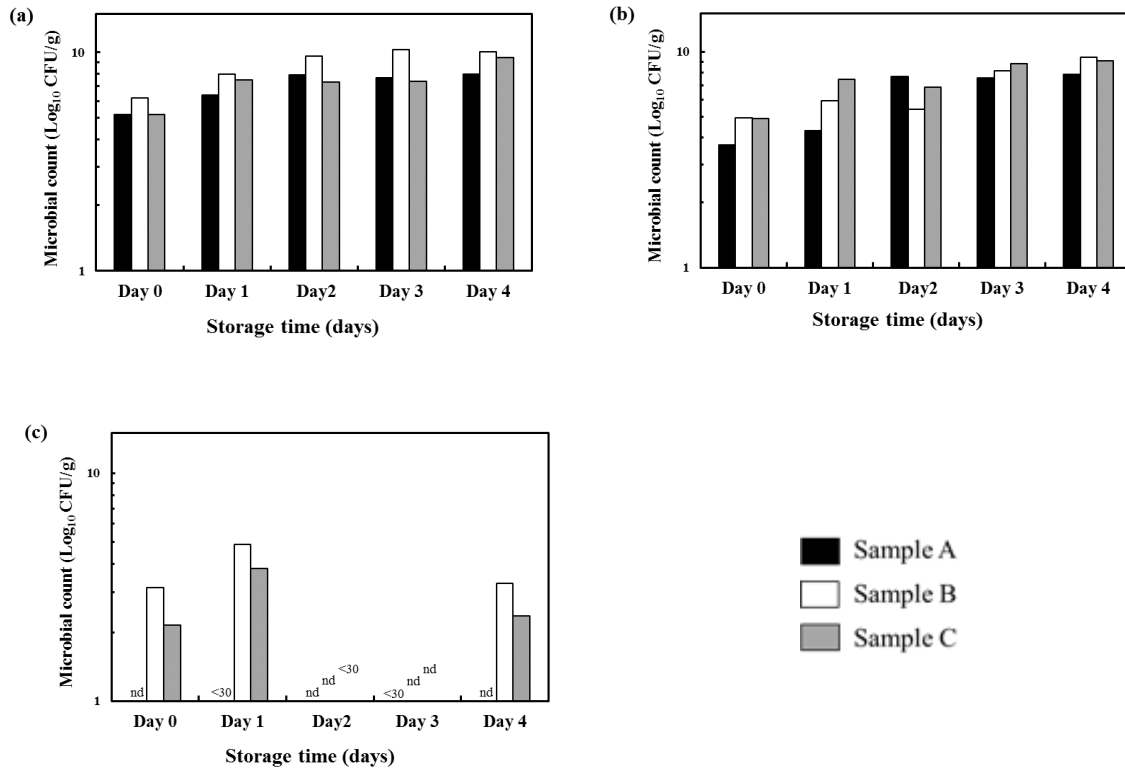 (a)
Microbial count (Log₁₀ CFU/g)
10
1
Day 0 Day 1 Day2 Day 3 Day 4
Storage time (days)
(b)
Microbial count (Log₁₀ CFU/g)
10
1
Day 0 Day 1 Day2 Day 3 Day 4
Storage time (days)
(c)
Microbial count (Log₁₀ CFU/g)
10
1
nd <30 nd nd <30 <30 nd nd nd
Day 0 Day 1 Day2 Day 3 Day 4
Storage time (days)
Sample A
Sample B
Sample C